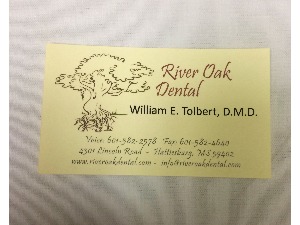 River Oak
Dental
William E. Tolbert, D.M.D.
Voice: 601-582-2978 Fax: 601-582-4640
4301 Lincoln Road - Hattiesburg, MS 39402
www.riveroakdental.com - info@riveroakdental.com